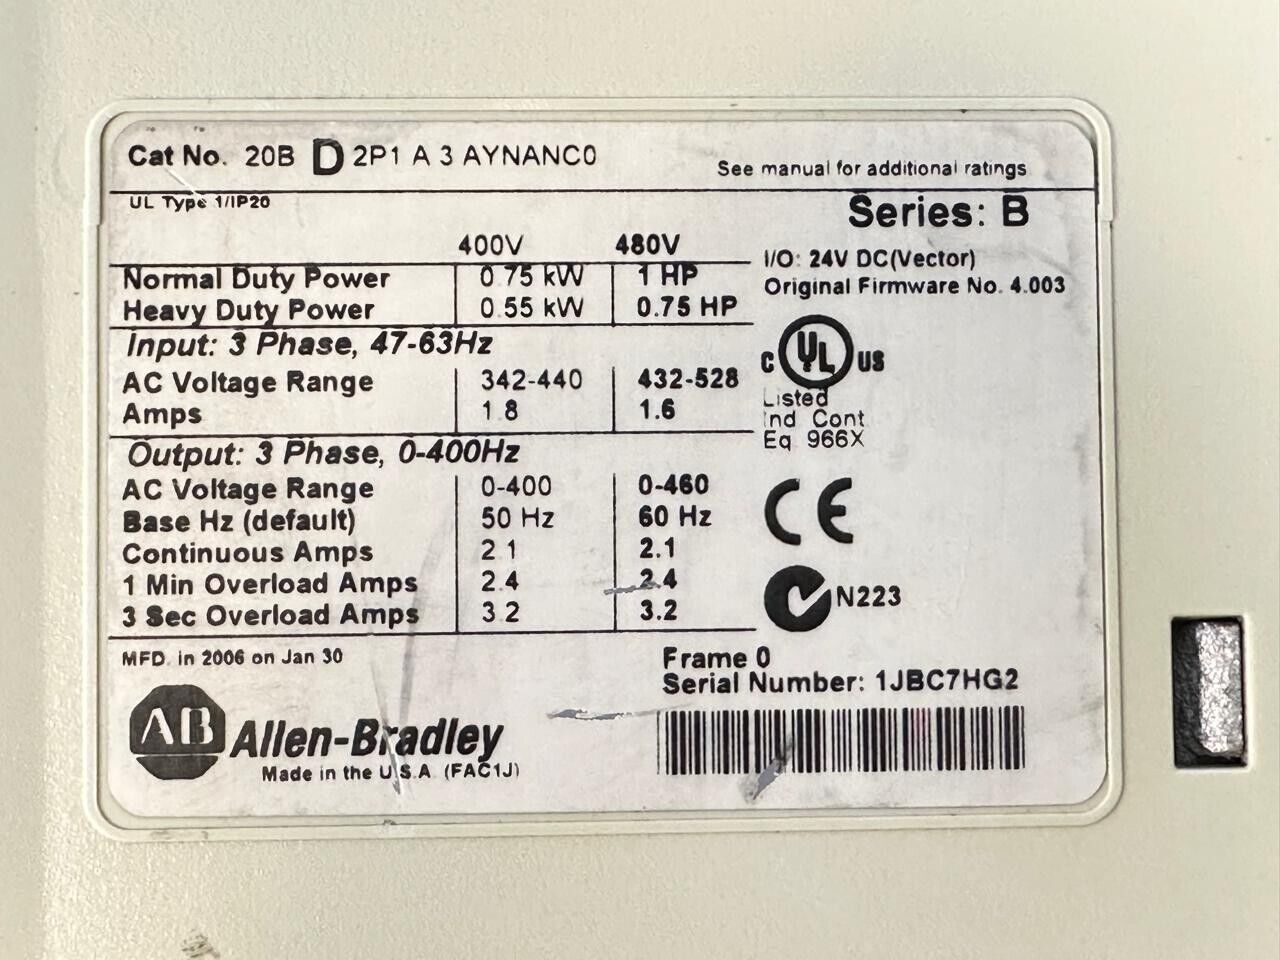 Cat No. 20B D 2P1 A 3 AYNANC0
See manual for additional ratings
UL Type 1/IP20
Series: B
400V 480V
I/O: 24V DC(Vector)
Normal Duty Power 0.75 kW 1 HP
Original Firmware No. 4.003
Heavy Duty Power 0.55 kW 0.75 HP
Input: 3 Phase, 47-63Hz
C UL US
AC Voltage Range 342-440 432-528
Listed
Amps 1.8 1.6
Ind Cont
Eq 966X
Output: 3 Phase, 0-400Hz
AC Voltage Range 0-400 0-460
Base Hz (default) 50 Hz 60 Hz
CE
Continuous Amps 2.1 2.1
1 Min Overload Amps 2.4 2.4
N223
3 Sec Overload Amps 3.2 3.2
MFD. in 2006 on Jan 30
Frame 0
Serial Number: 1JBC7HG2
AB Allen-Bradley
Made in the U.S.A. (FAC1J)